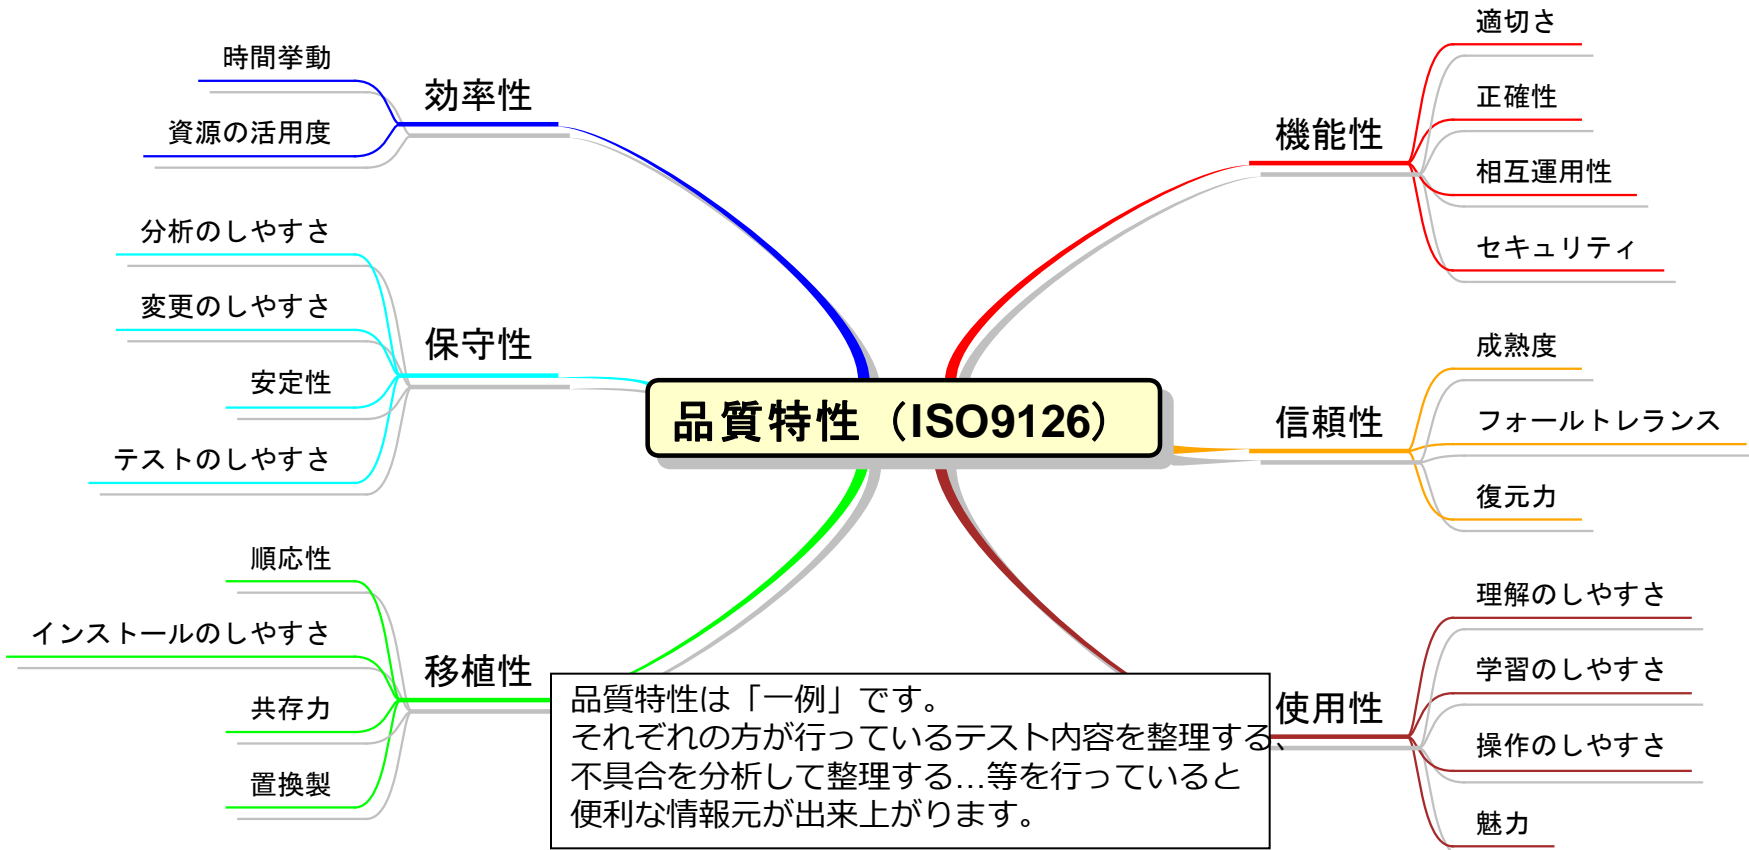 品質特性（ISO9126）
機能性
適切さ
正確性
相互運用性
セキュリティ
信頼性
成熟度
フォールトレランス
復元力
使用性
理解のしやすさ
学習のしやすさ
操作のしやすさ
魅力
効率性
時間挙動
資源の活用度
保守性
分析のしやすさ
変更のしやすさ
安定性
テストのしやすさ
移植性
順応性
インストールのしやすさ
共存力
置換製
品質特性は「一例」です。
それぞれの方が行っているテスト内容を整理する、
不具合を分析して整理する…等を行っていると
便利な情報元が出来上がります。